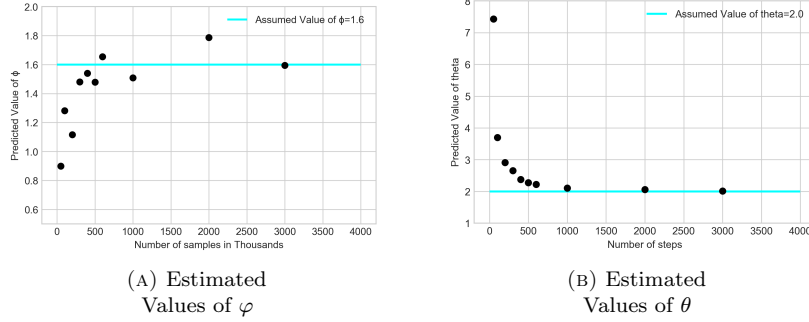 2.0
1.8
1.6
1.4
1.2
1.0
0.8
0.6
Predicted Value of ϕ
Assumed Value of ϕ=1.6
0 500 1000 1500 2000 2500 3000 3500 4000
Number of samples in Thousands
(A) Estimated
Values of φ
8
7
6
5
4
3
2
1
Predicted Value of theta
Assumed Value of theta=2.0
0 500 1000 1500 2000 2500 3000 3500 4000
Number of steps
(B) Estimated
Values of θ